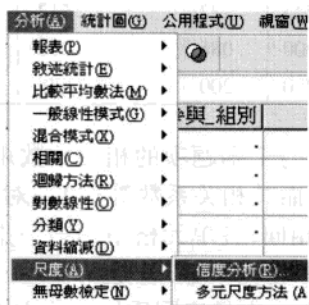 分析(A) 統計圖(G) 公用程式(U) 視窗(W
報表(P)
敘述統計(E)
比較平均數法(M)
一般線性模式(G)
混合模式(X)
相關(C)
迴歸方法(R)
對數線性(O)
分類(Y)
資料縮減(D)
尺度(A)
無母數檢定(N)
與_組別
信度分析(R)...
多元尺度方法 (A